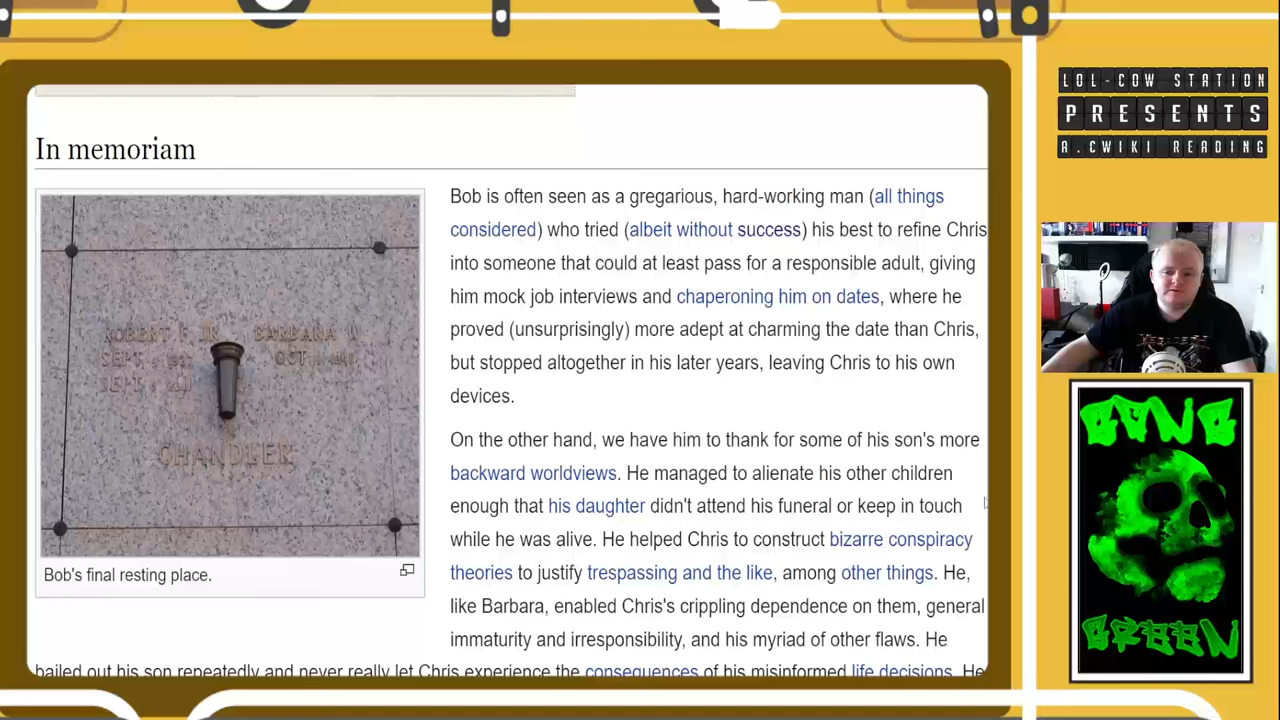 LOL-COW STATION
PRESENTS
A.CWIKI READING
In memoriam
Bob is often seen as a gregarious, hard-working man (all things
considered) who tried (albeit without success) his best to refine Chris
into someone that could at least pass for a responsible adult, giving
him mock job interviews and chaperoning him on dates, where he
proved (unsurprisingly) more adept at charming the date than Chris,
but stopped altogether in his later years, leaving Chris to his own
devices.
On the other hand, we have him to thank for some of his son's more
backward worldviews. He managed to alienate his other children
enough that his daughter didn't attend his funeral or keep in touch
while he was alive. He helped Chris to construct bizarre conspiracy
theories to justify trespassing and the like, among other things. He,
like Barbara, enabled Chris's crippling dependence on them, general
immaturity and irresponsibility, and his myriad of other flaws. He
bailed out his son repeatedly and never really let Chris experience the consequences of his misinformed life decisions. He
ROBERT F. JR. BARBARA
SEPT.
OCT
SEPT.
CHANDLER
Bob's final resting place.
GONG
GREEN